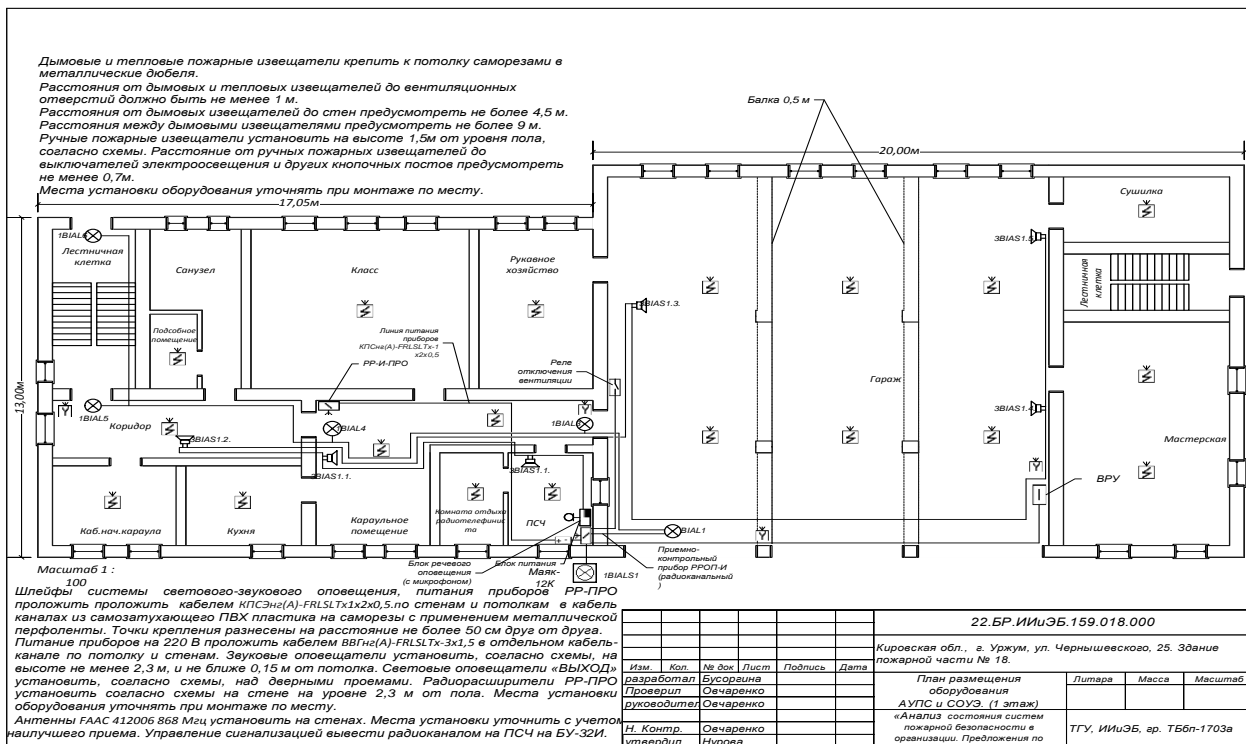 Дымовые и тепловые пожарные извещатели крепить к потолку саморезами в
металлические дюбеля.
Расстояния от дымовых и тепловых извещателей до вентиляционных
отверстий должно быть не менее 1 м.
Расстояния от дымовых извещателей до стен предусмотреть не более 4,5 м.
Расстояния между дымовыми извещателями предусмотреть не более 9 м.
Ручные пожарные извещатели установить на высоте 1,5м от уровня пола,
согласно схемы. Расстояние от ручных пожарных извещателей до
выключателей электроосвещения и других кнопочных постов предусмотреть
не менее 0,7м.
Места установки оборудования уточнять при монтаже по месту.
Балка 0,5 м
20,00м
17,05м
13,00м
Сушилка
1BIAL6
Лестничная
клетка
Санузел
Класс
Рукавное
хозяйство
3BIAS1.5
Лестничная
клетка
3BIAS1.3.
Подсобное
помещение
Линия питания
приборов
КПСнг(А)-FRLSLTx-1
x2x0,5
РР-И-ПРО
Реле
отключения
вентиляции
Гараж
1BIAL5
Коридор
3BIAS1.2.
1BIAL4
3BIAS1.4
Мастерская
3BIAS1.1.
3BIAS1.1.
ВРУ
Каб.нач.караула
Кухня
Караульное
помещение
Комната отдыха
радиотелефинис
та
ПСЧ
BIAL1
Блок речевого
оповещения
(с микрофоном)
Блок питания
Маяк-
12К
1BIALS1
Приемно-
контрольный
прибор РРОП-И
(радиоканальный
)
Масштаб 1 :
100
Шлейфы системы светового-звукового оповещения, питания приборов РР-ПРО
проложить проложить кабелем КПСЭнг(А)-FRLSLTx1x2x0,5.по стенам и потолкам в кабель
каналах из самозатухающего ПВХ пластика на саморезы с применением металлической
перфоленты. Точки крепления разнесены на расстояние не более 50 см друг от друга.
Питание приборов на 220 В проложить кабелем ВВГнг(А)-FRLSLTx-3x1,5 в отдельном кабель-
канале по потолку и стенам. Звуковые оповещатели установить, согласно схемы, на
высоте не менее 2,3 м, и не ближе 0,15 м от потолка. Световые оповещатели «ВЫХОД»
установить, согласно схемы, над дверными проемами. Радиорасширители РР-ПРО
установить согласно схемы на стене на уровне 2,3 м от пола. Места установки
оборудования уточнять при монтаже по месту.
Антенны FAAC 412006 868 Мгц установить на стенах. Места установки уточнить с учетом
наилучшего приема. Управление сигнализацией вывести радиоканалом на ПСЧ на БУ-32И.
22.БР.ИИиЭБ.159.018.000
Кировская обл., г. Уржум, ул. Чернышевского, 25. Здание
пожарной части № 18.
Изм. Кол. № док Лист Подпись Дата
разработал Бусоргина
Проверил Овчаренко
руководител Овчаренко
Н. Контр. Овчаренко
утвердил Нурова
План размещения
оборудования
АУПС и СОУЭ. (1 этаж)
Литара Масса Масштаб
«Анализ состояния систем
пожарной безопасности в
организации. Предложения по
ТГУ, ИИиЭБ, гр. ТБбп-1703а